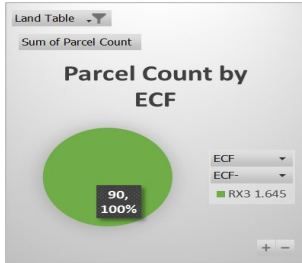 Land Table
Sum of Parcel Count
Parcel Count by
ECF
90,
100%
ECF
ECF-
RX3 1.645